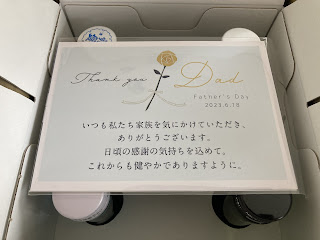 Thank you Dad
Father's Day
2023.6.18
いつも私たち家族を気にかけていただき、
ありがとうございます。
日頃の感謝の気持ちを込めて。
これからも健やかでありますように。